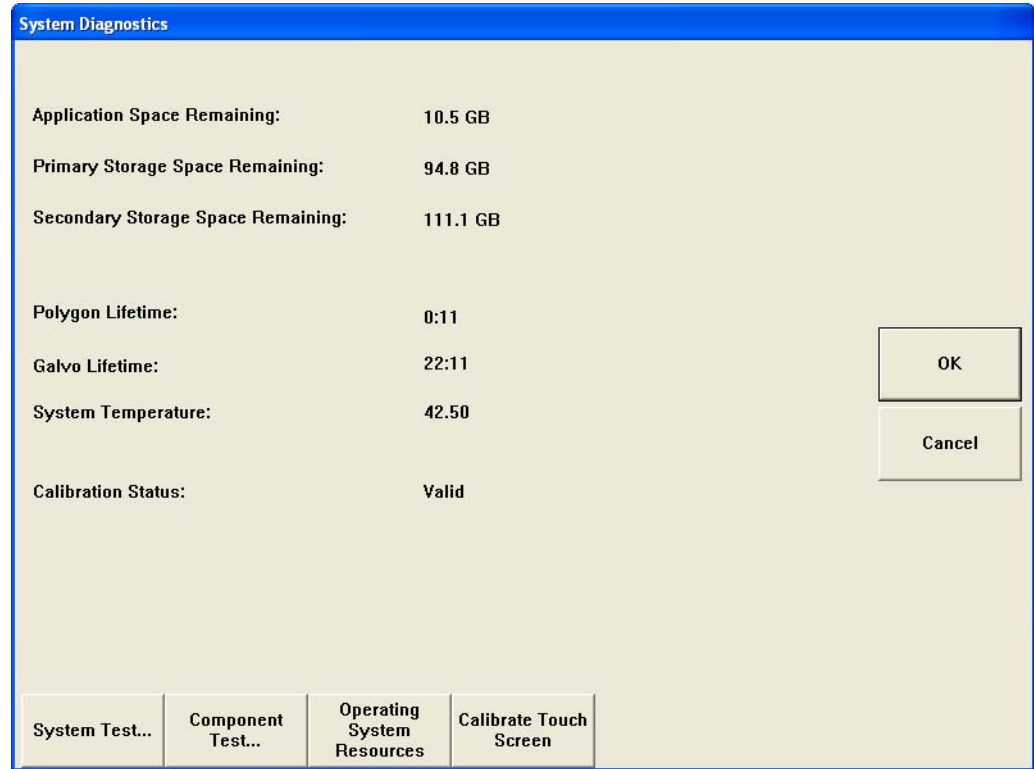 System Diagnostics
Application Space Remaining: 10.5 GB
Primary Storage Space Remaining: 94.8 GB
Secondary Storage Space Remaining: 111.1 GB
Polygon Lifetime: 0:11
Galvo Lifetime: 22:11
System Temperature: 42.50
Calibration Status: Valid
OK
Cancel
System Test...
Component
Test...
Operating
System
Resources
Calibrate Touch
Screen